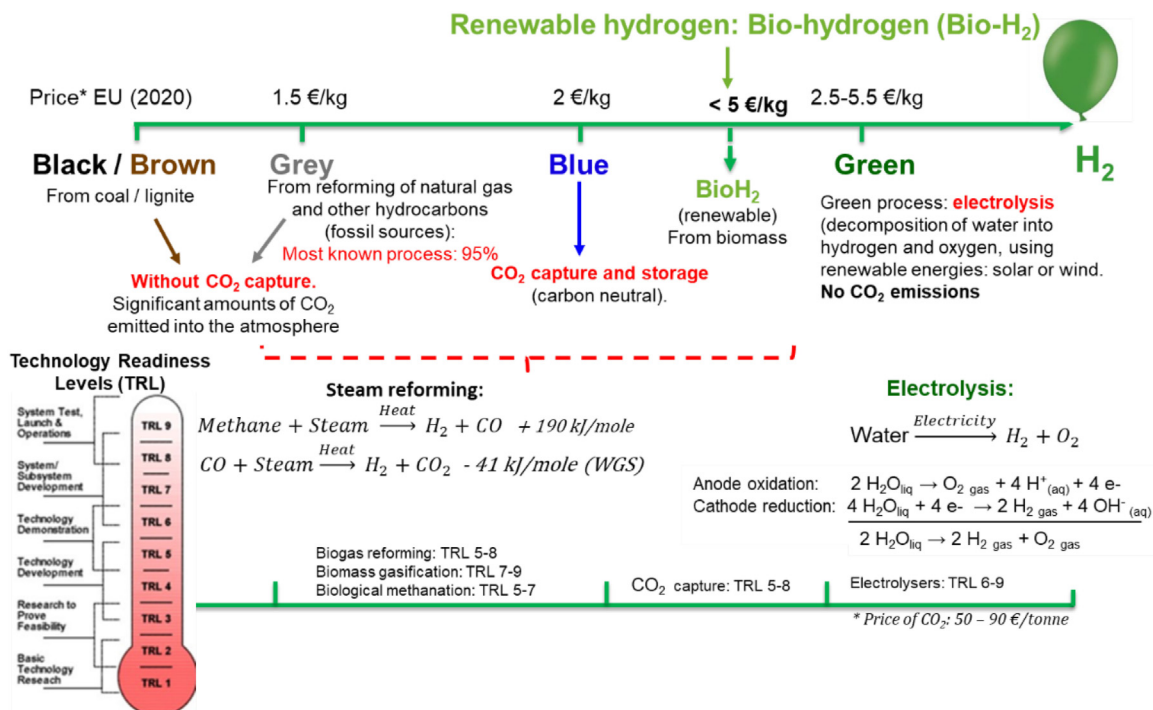 Renewable hydrogen: Bio-hydrogen (Bio-H₂)
Price* EU (2020)
1.5 €/kg
2 €/kg
< 5 €/kg
2.5-5.5 €/kg
Black / Brown
From coal / lignite
Grey
From reforming of natural gas
and other hydrocarbons
(fossil sources):
Most known process: 95%
Without CO₂ capture.
Significant amounts of CO₂
emitted into the atmosphere
Blue
CO₂ capture and storage
(carbon neutral).
BioH₂
(renewable)
From biomass
Green
Green process: electrolysis
(decomposition of water into
hydrogen and oxygen, using
renewable energies: solar or wind.
No CO₂ emissions
H₂
Technology Readiness
Levels (TRL)
System Test,
Launch &
Operations
System/
Subsystem
Development
Technology
Demonstration
Technology
Development
Research to
Prove
Feasibility
Basic
Technology
Reseach
TRL 9
TRL 8
TRL 7
TRL 6
TRL 5
TRL 4
TRL 3
TRL 2
TRL 1
Steam reforming:
Methane + Steam —Heat→ H₂ + CO + 190 kJ/mole
CO + Steam —Heat→ H₂ + CO₂ - 41 kJ/mole (WGS)
Electrolysis:
Water —Electricity→ H₂ + O₂
Anode oxidation: 2 H₂O liq → O₂ gas + 4 H⁺(aq) + 4 e-
Cathode reduction: 4 H₂O liq + 4 e- → 2 H₂ gas + 4 OH⁻ (aq)
2 H₂O liq → 2 H₂ gas + O₂ gas
Biogas reforming: TRL 5-8
Biomass gasification: TRL 7-9
Biological methanation: TRL 5-7
CO₂ capture: TRL 5-8
Electrolysers: TRL 6-9
* Price of CO₂: 50 – 90 €/tonne